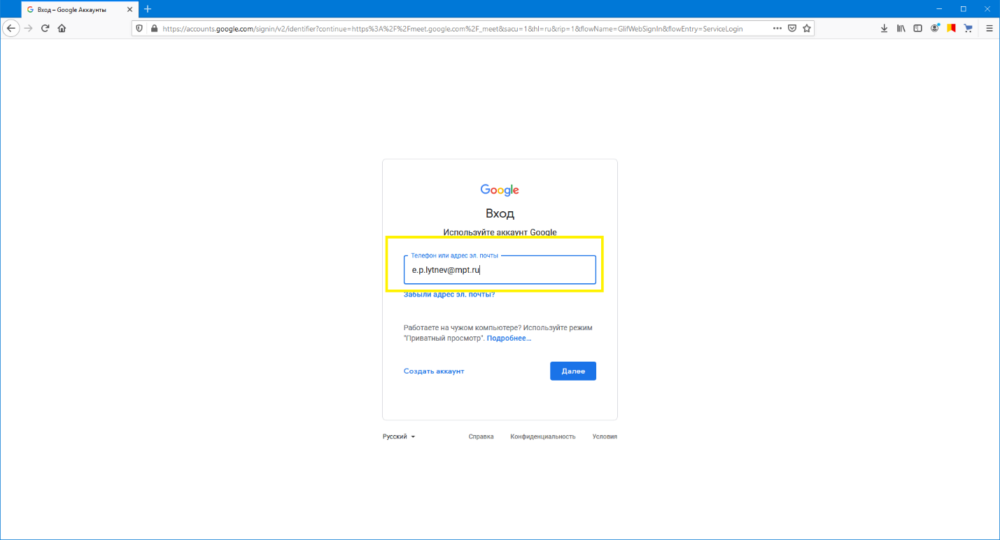 Вход – Google Аккаунты
https://accounts.google.com/signin/v2/identifier?continue=https%3A%2F%2Fmeet.google.com%2F_meet&sacu=1&hl=ru&rip=1&flowName=GlifWebSignIn&flowEntry=ServiceLogin
Google
Вход
Используйте аккаунт Google
Телефон или адрес эл. почты
e.p.lytnev@mpt.ru
Забыли адрес эл. почты?
Работаете на чужом компьютере? Используйте режим
"Приватный просмотр". Подробнее…
Создать аккаунт Далее
Русский Справка Конфиденциальность Условия